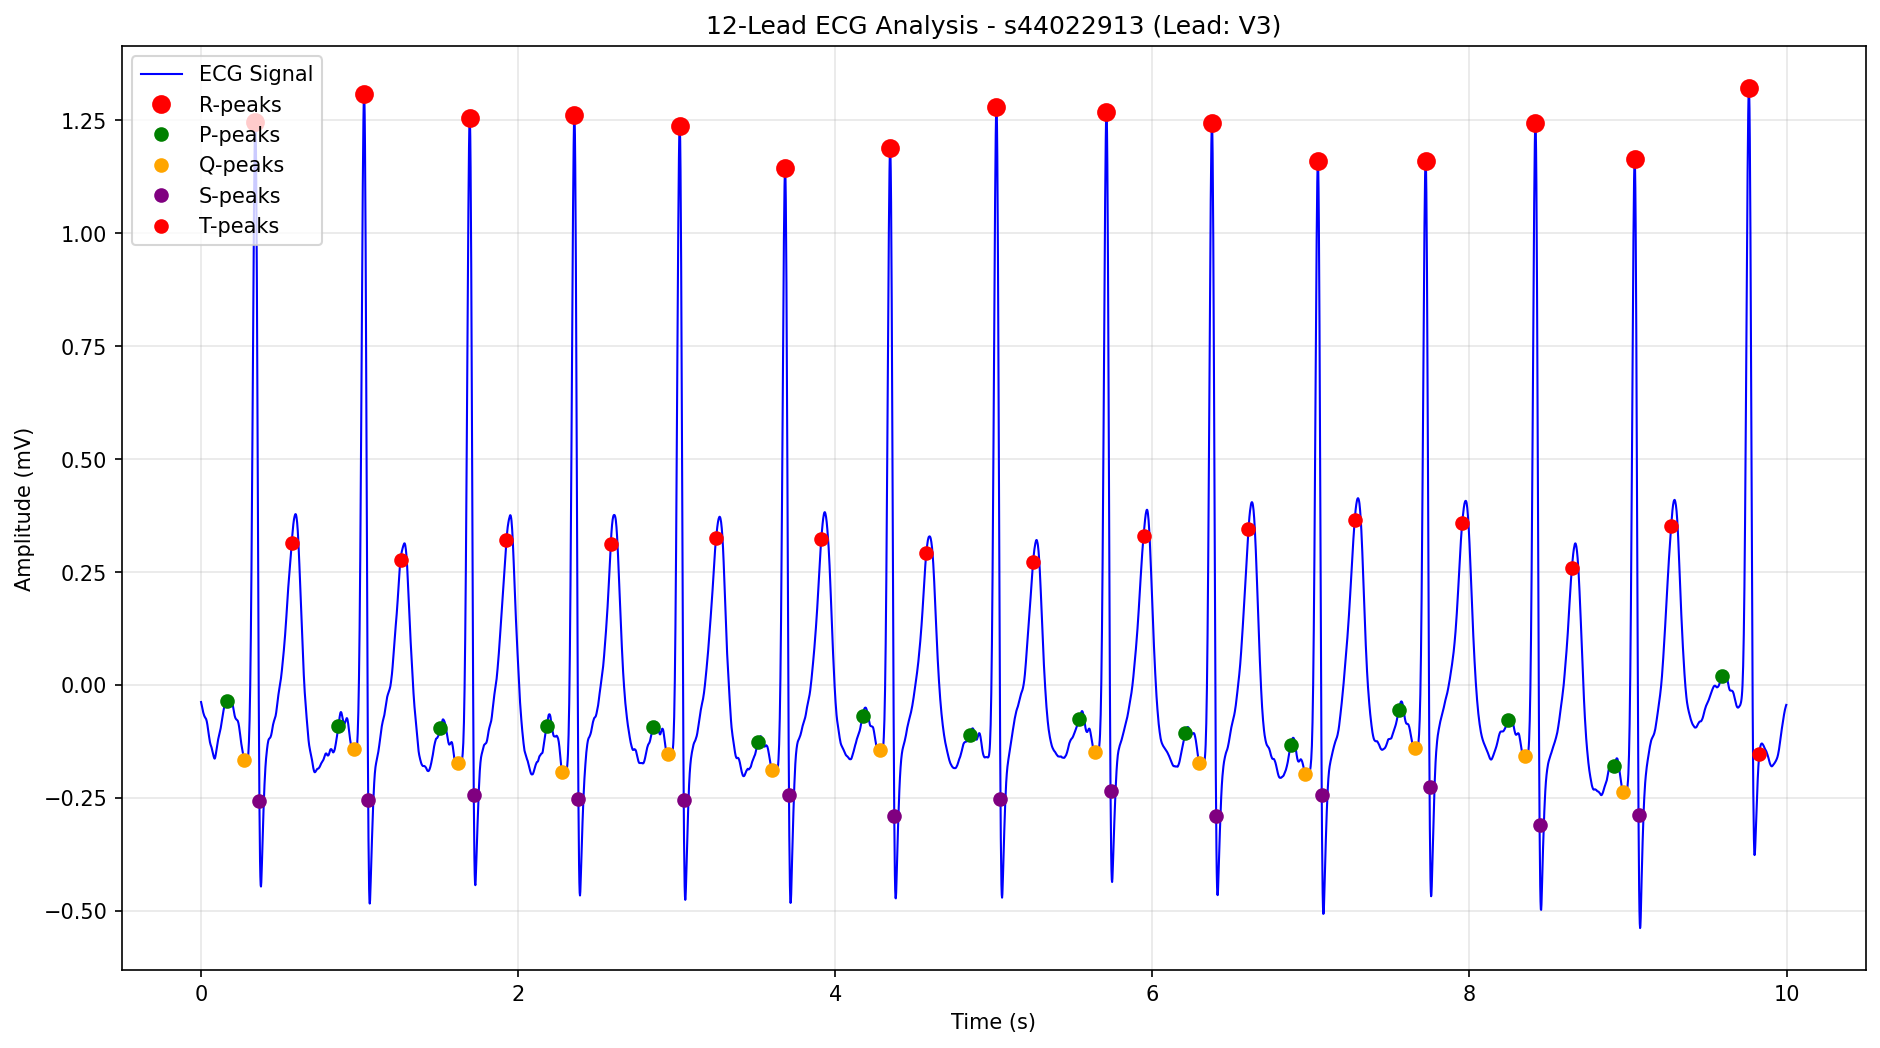 12-Lead ECG Analysis - s44022913 (Lead: V3)
ECG Signal
R-peaks
P-peaks
Q-peaks
S-peaks
T-peaks
Amplitude (mV)
1.25
1.00
0.75
0.50
0.25
0.00
−0.25
−0.50
0 2 4 6 8 10
Time (s)